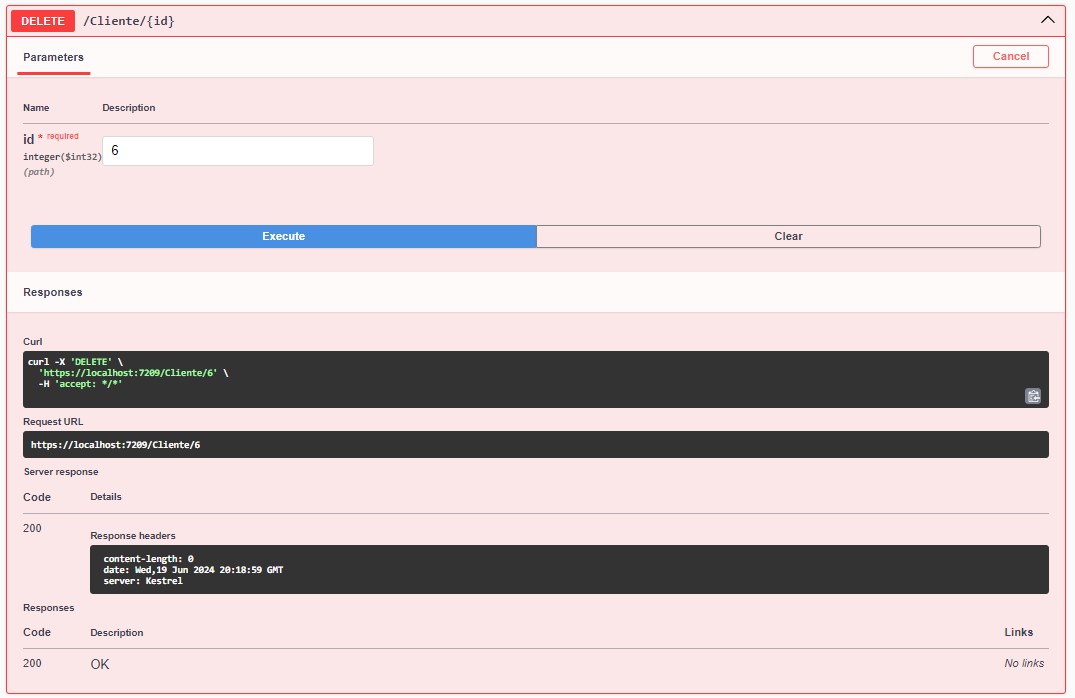 DELETE /Cliente/{id}
Parameters
Cancel
Name Description
id * required
integer($int32)
(path)
6
Execute Clear
Responses
Curl
curl -X 'DELETE' \
'https://localhost:7209/Cliente/6' \
-H 'accept: */*'
Request URL
https://localhost:7209/Cliente/6
Server response
Code Details
200
Response headers
content-length: 0
date: Wed,19 Jun 2024 20:18:59 GMT
server: Kestrel
Responses
Code Description Links
200 OK No links